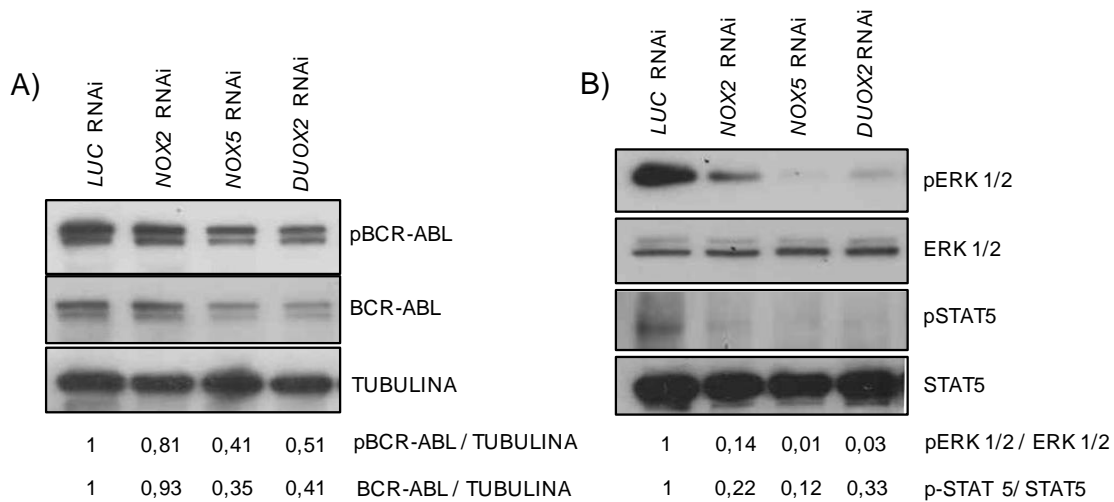 A)
LUC RNAi
NOX2 RNAi
NOX5 RNAi
DUOX2 RNAi
pBCR-ABL
BCR-ABL
TUBULINA
1 0,81 0,41 0,51 pBCR-ABL / TUBULINA
1 0,93 0,35 0,41 BCR-ABL / TUBULINA
B)
LUC RNAi
NOX2 RNAi
NOX5 RNAi
DUOX2 RNAi
pERK 1/2
ERK 1/2
pSTAT5
STAT5
1 0,14 0,01 0,03 pERK 1/2 / ERK 1/2
1 0,22 0,12 0,33 p-STAT 5/ STAT5